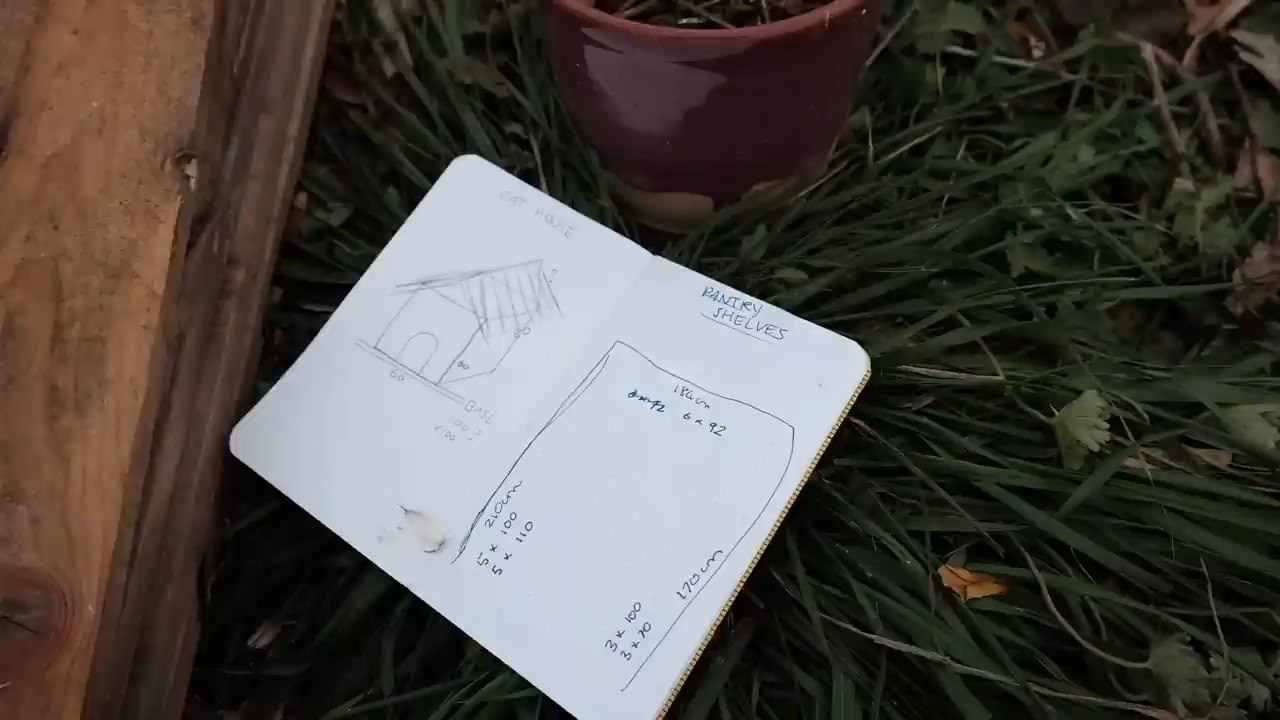 CAT HOUSE
?
60
60
60
BASE
PANTRY
SHELVES
184cm
6 x 92
210cm
5 x 100
5 x 110
170cm
3 x 100
3 x 70